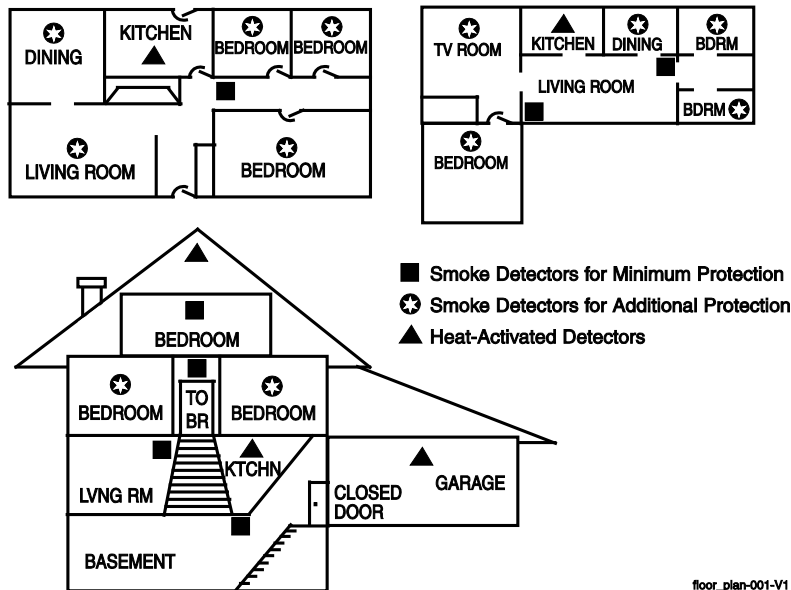 DINING
KITCHEN
BEDROOM
BEDROOM
LIVING ROOM
BEDROOM
TV ROOM
KITCHEN
DINING
BDRM
LIVING ROOM
BDRM
BEDROOM
Smoke Detectors for Minimum Protection
Smoke Detectors for Additional Protection
Heat-Activated Detectors
BEDROOM
BEDROOM
TO
BR
BEDROOM
LVNG RM
KTCHN
CLOSED
DOOR
GARAGE
BASEMENT
floor_plan-001-V1